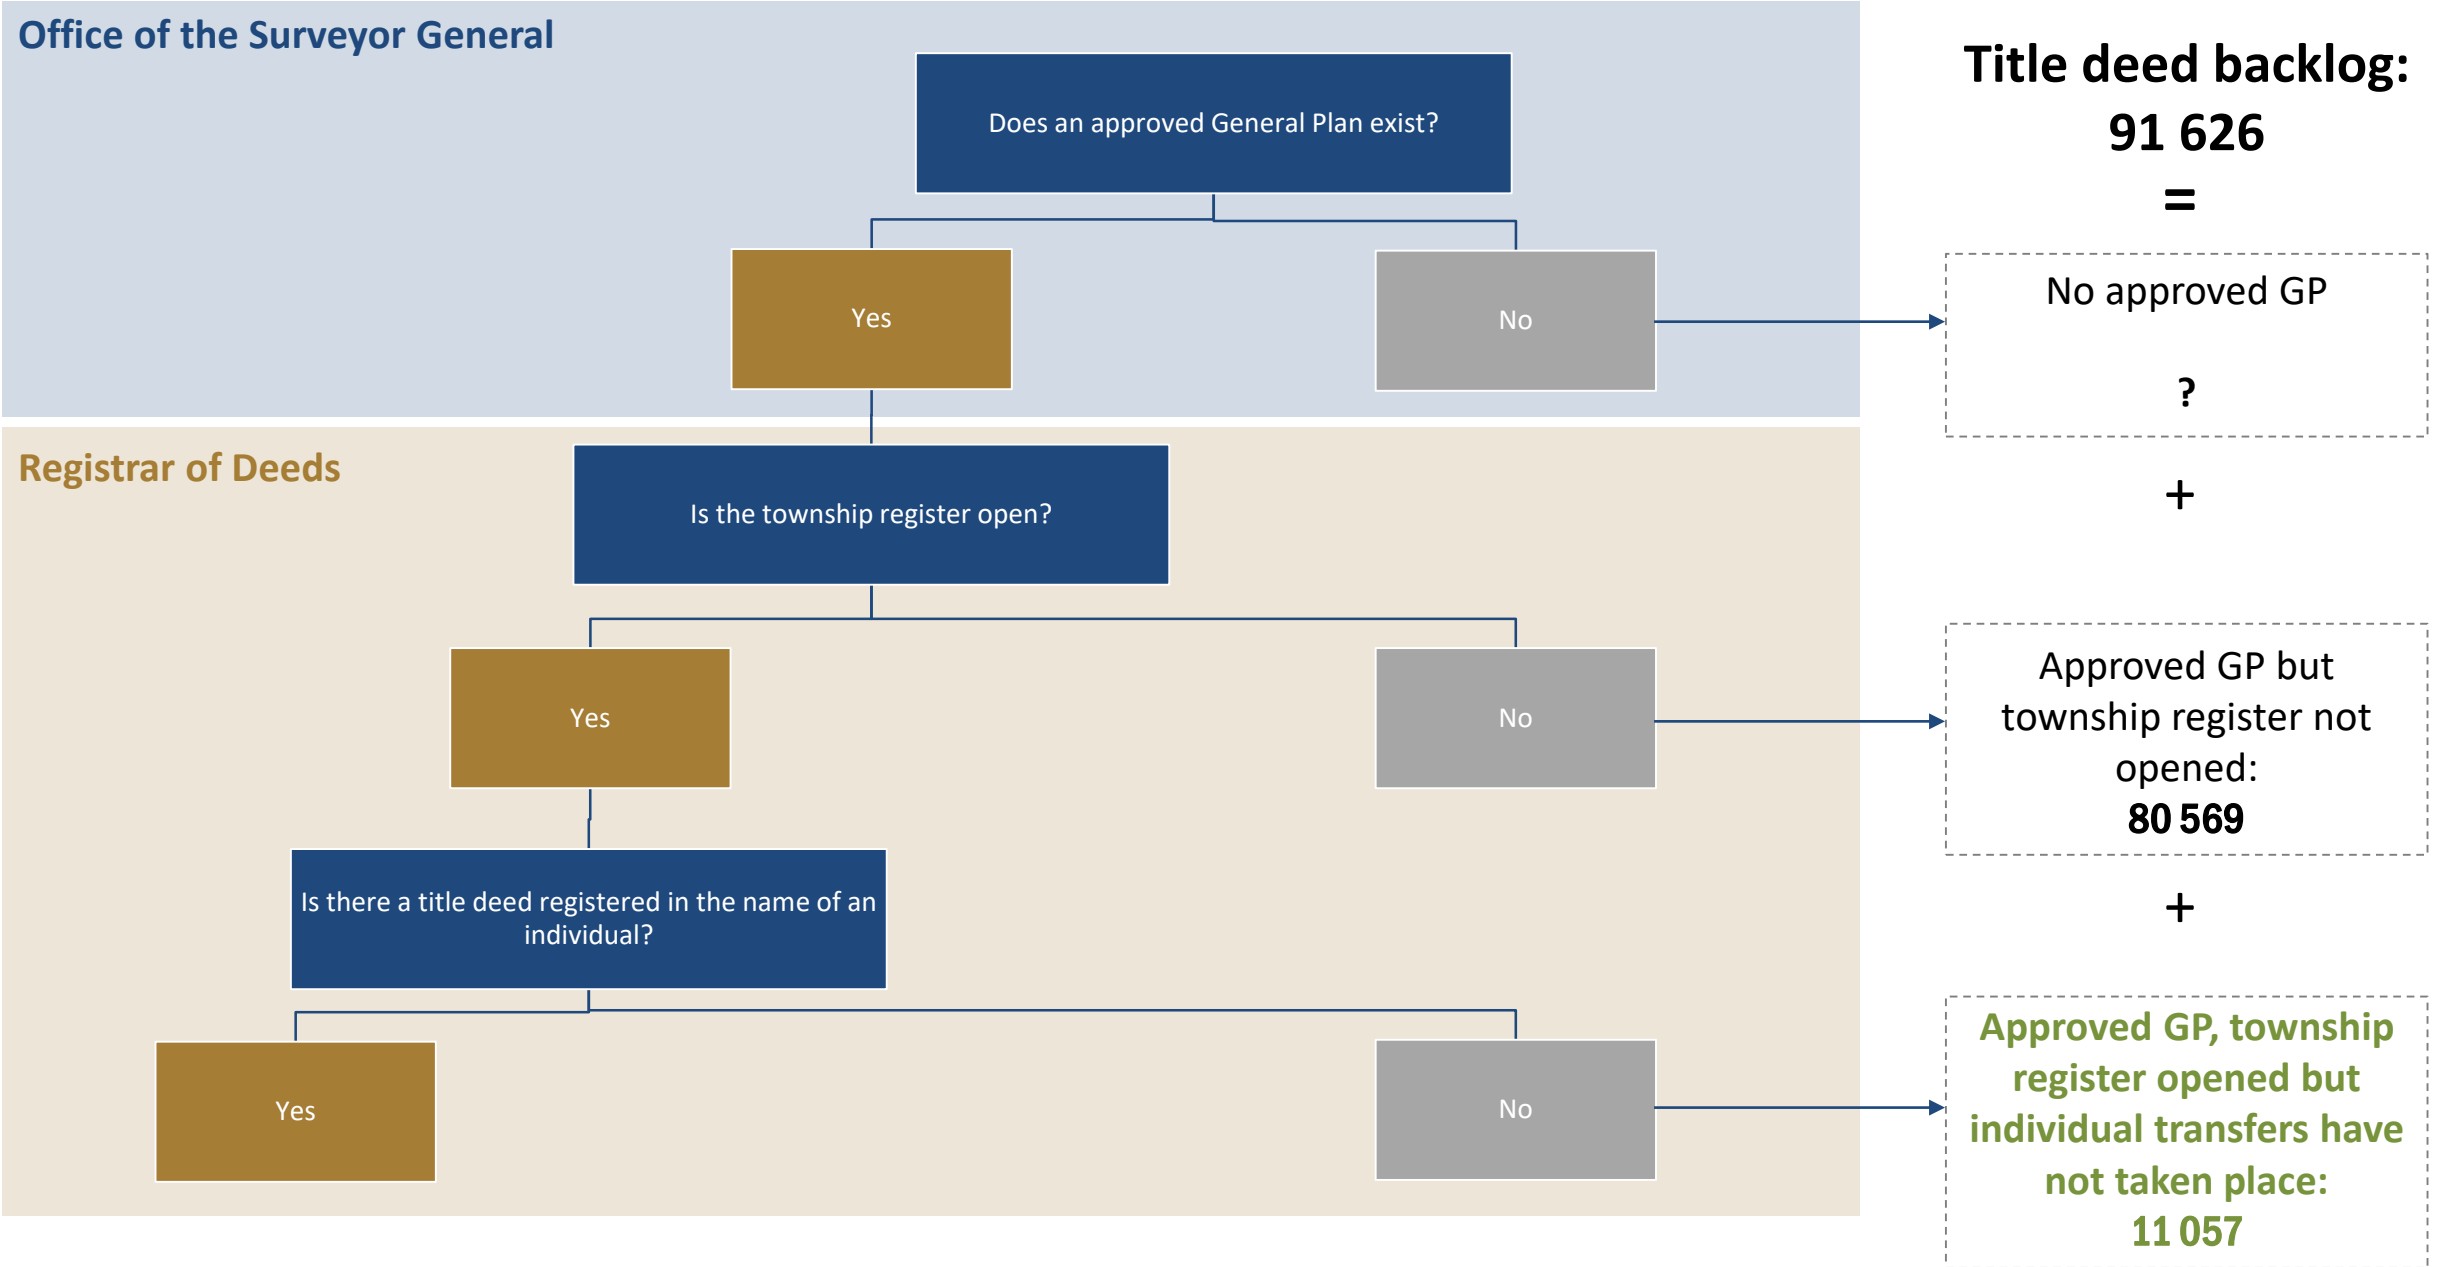 Office of the Surveyor General
Does an approved General Plan exist?
Yes
No
Registrar of Deeds
Is the township register open?
Yes
No
Is there a title deed registered in the name of an
individual?
Yes
No
Title deed backlog:
91 626
=
No approved GP
?
+
Approved GP but
township register not
opened:
80 569
+
Approved GP, township
register opened but
individual transfers have
not taken place:
11 057